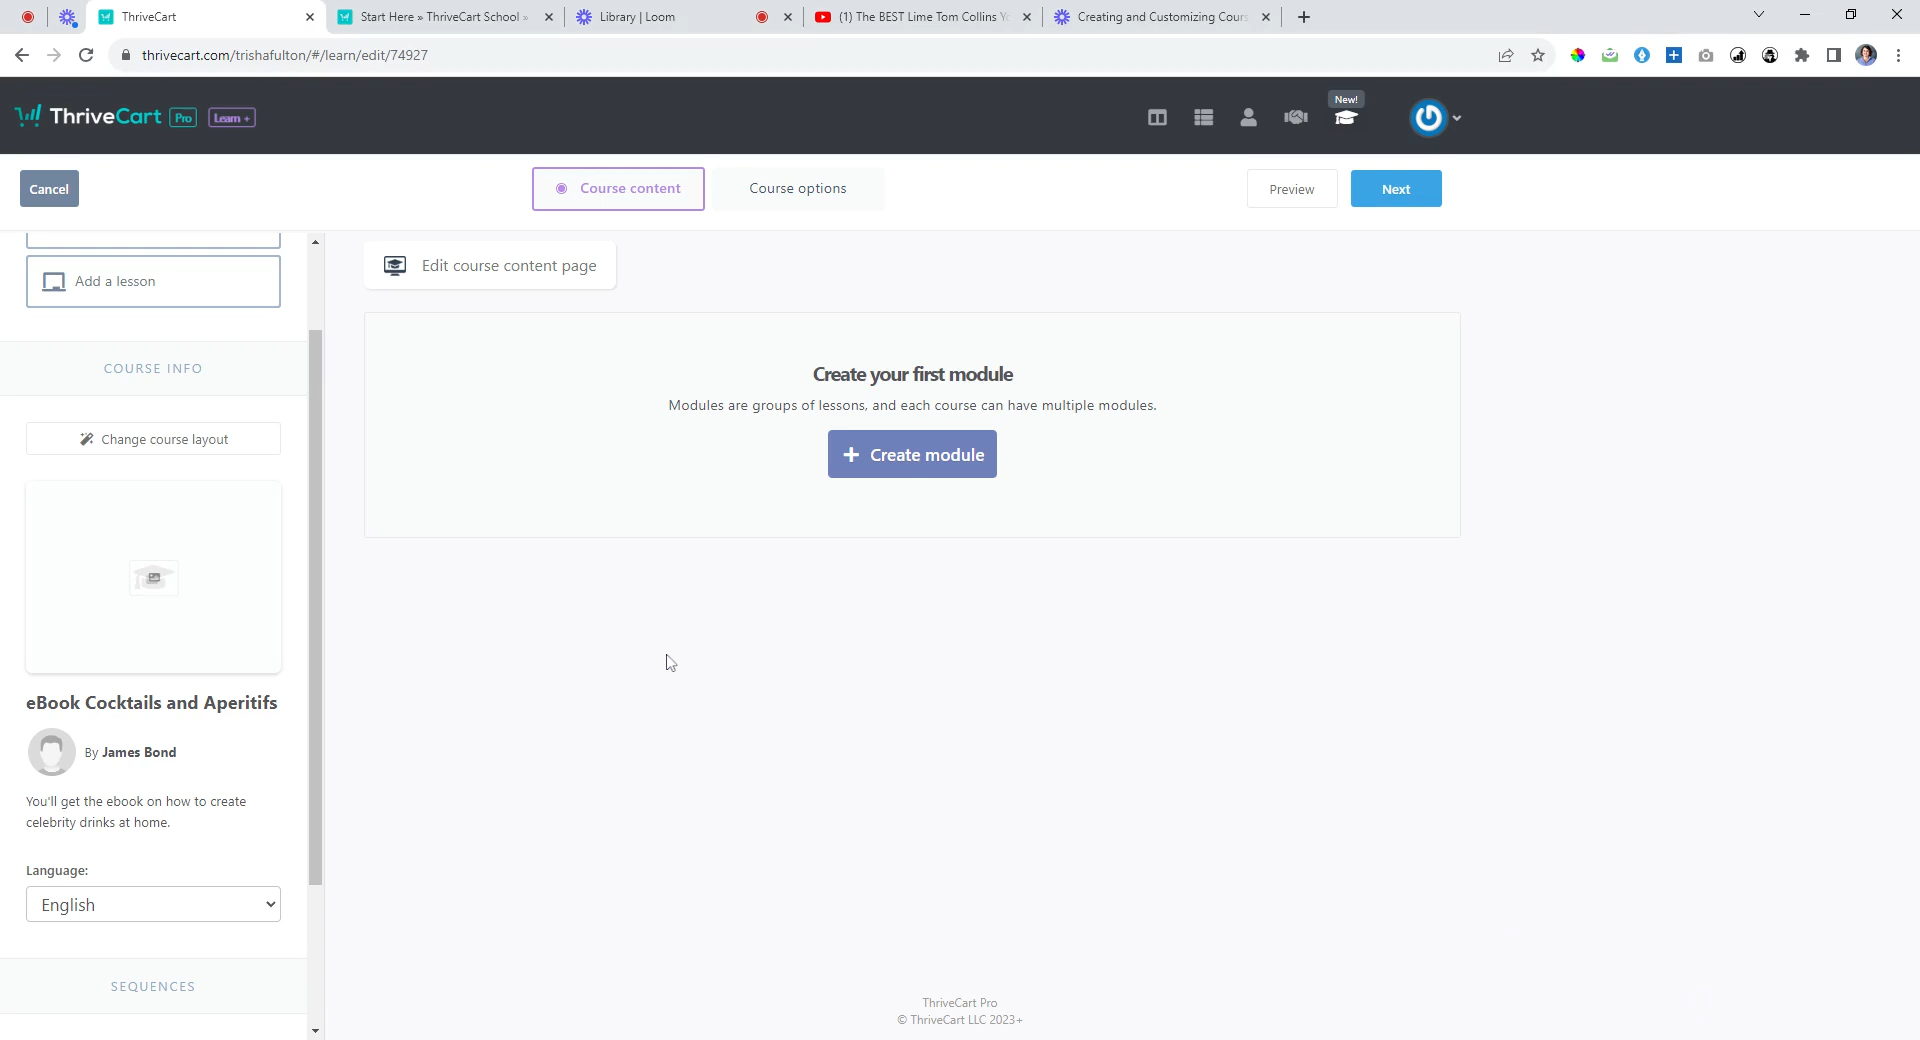 ThriveCart
Start Here » ThriveCart School »
Library | Loom
(1) The BEST Lime Tom Collins Yo
Creating and Customizing Cours
thrivecart.com/trishafulton/#/learn/edit/74927
ThriveCart Pro Learn +
New!
Cancel
Course content
Course options
Preview
Next
Add a lesson
Edit course content page
COURSE INFO
Create your first module
Modules are groups of lessons, and each course can have multiple modules.
Change course layout
+ Create module
eBook Cocktails and Aperitifs
By James Bond
You'll get the ebook on how to create
celebrity drinks at home.
Language:
English
SEQUENCES
ThriveCart Pro
© ThriveCart LLC 2023+